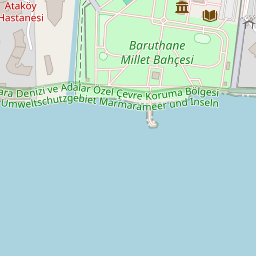 Ataköy
Hastanesi
Baruthane
Millet Bahçesi
ara Denizi ve Adalar Özel Çevre Koruma Bölgesi
Umweltschutzgebiet Marmarameer und Inseln